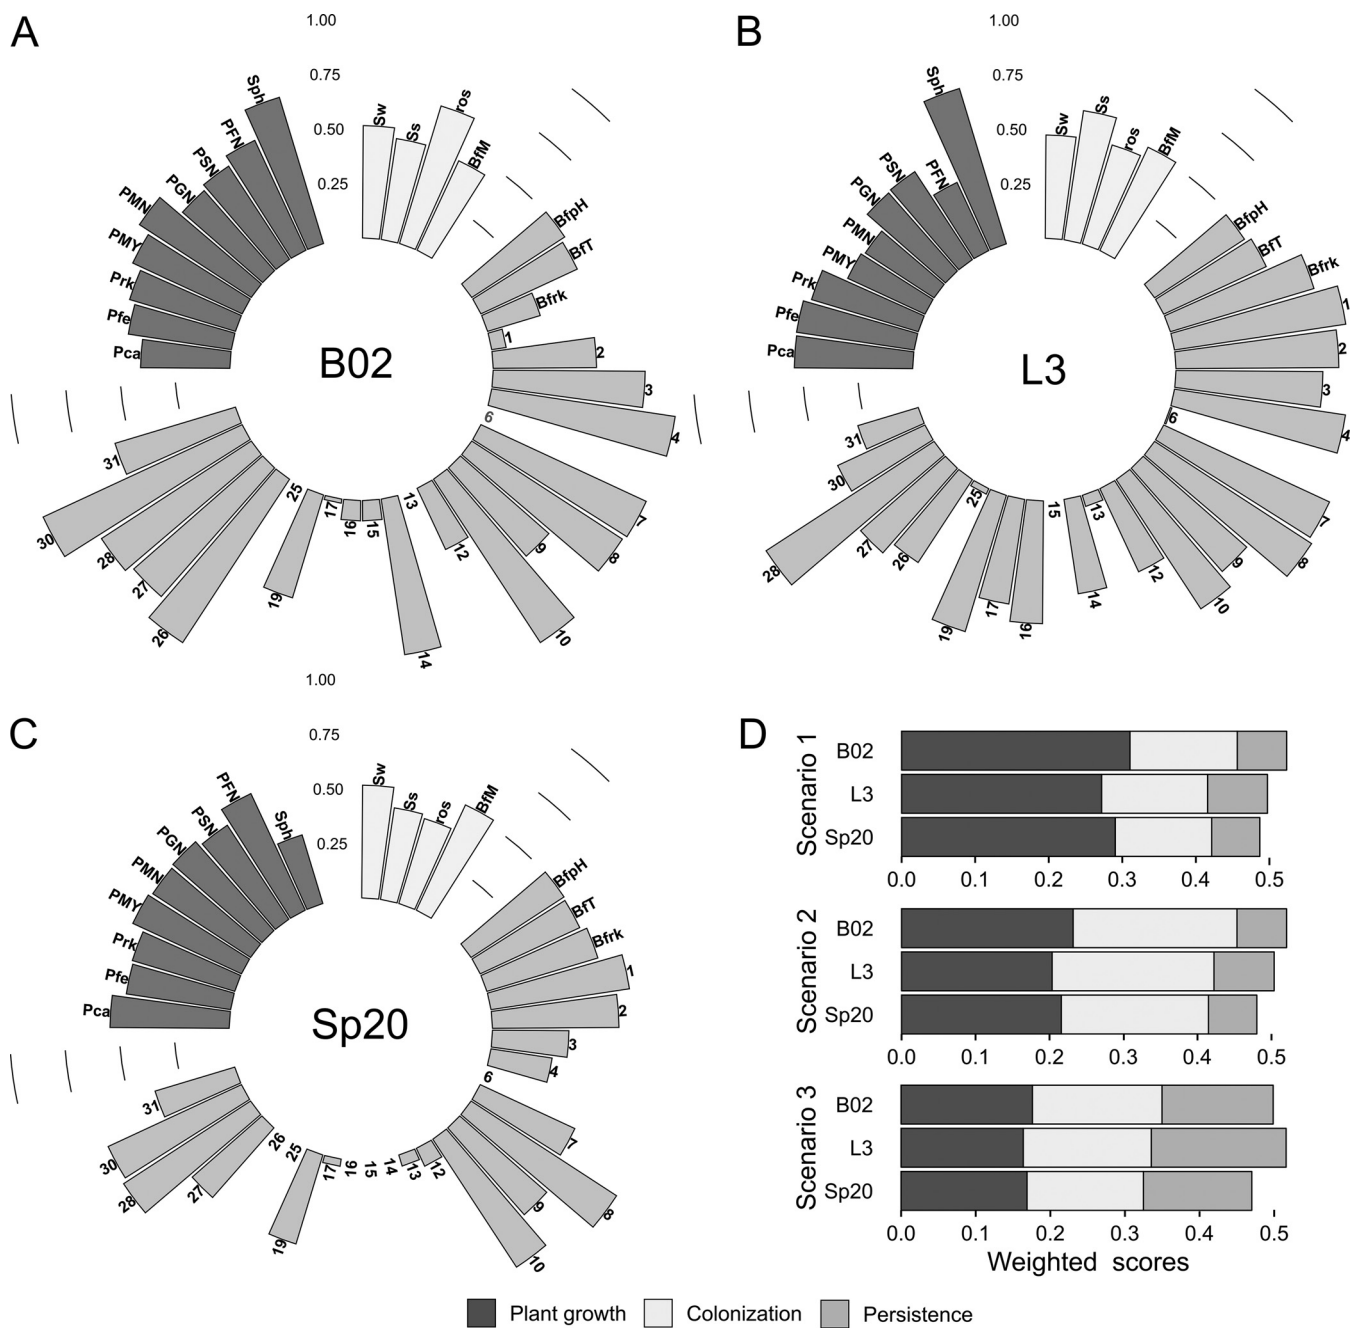 A
1.00
0.75
0.50
0.25
Sph
PFN
PSN
PGN
PMN
PMY
Prk
Pfe
Pca
Sw
Ss
ros
BfM
BfpH
BfT
Bfrk
1
2
3
4
6
7
8
9
10
12
13
14
15
16
17
19
25
26
27
28
30
31
B02
B
1.00
0.75
0.50
0.25
Sph
PFN
PSN
PGN
PMN
PMY
Prk
Pfe
Pca
Sw
Ss
ros
BfM
BfpH
BfT
Bfrk
1
2
3
4
6
7
8
9
10
12
13
14
15
16
17
19
25
26
27
28
30
31
L3
C
1.00
0.75
0.50
0.25
Sph
PFN
PSN
PGN
PMN
PMY
Prk
Pfe
Pca
Sw
Ss
ros
BfM
BfpH
BfT
Bfrk
1
2
3
4
6
7
8
9
10
12
13
14
15
16
17
19
25
26
27
28
30
31
Sp20
D
Scenario 1
B02
L3
Sp20
0.0 0.1 0.2 0.3 0.4 0.5
Scenario 2
B02
L3
Sp20
0.0 0.1 0.2 0.3 0.4 0.5
Scenario 3
B02
L3
Sp20
0.0 0.1 0.2 0.3 0.4 0.5
Weighted scores
Plant growth Colonization Persistence